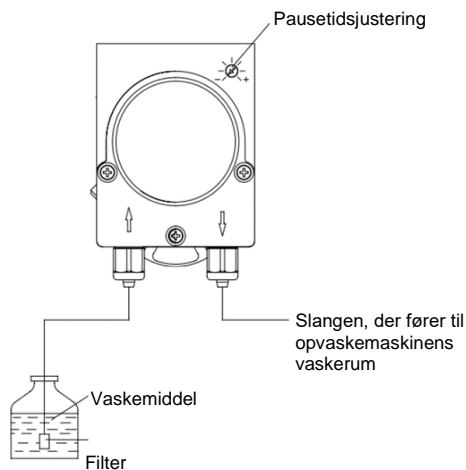 Pausetidsjustering
- +
Slangen, der fører til
opvaskemaskinens
vaskerum
Vaskemiddel
Filter